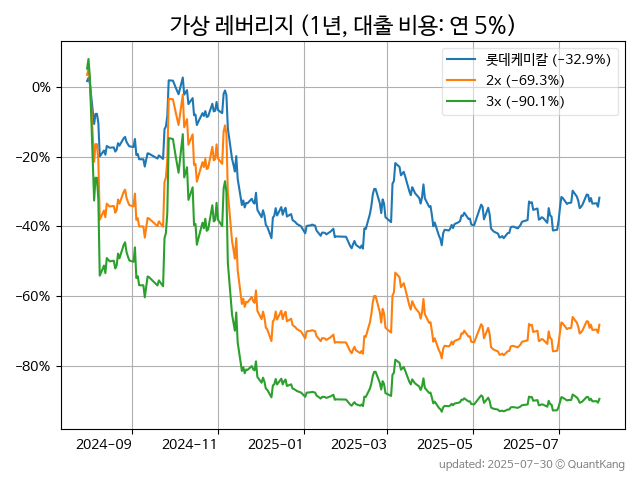 가상 레버리지 (1년, 대출 비용: 연 5%)
롯데케미칼 (−32.9%)
2x (−69.3%)
3x (−90.1%)
0%
−20%
−40%
−60%
−80%
2024-09
2024-11
2025-01
2025-03
2025-05
2025-07
updated: 2025-07-30 © QuantKang